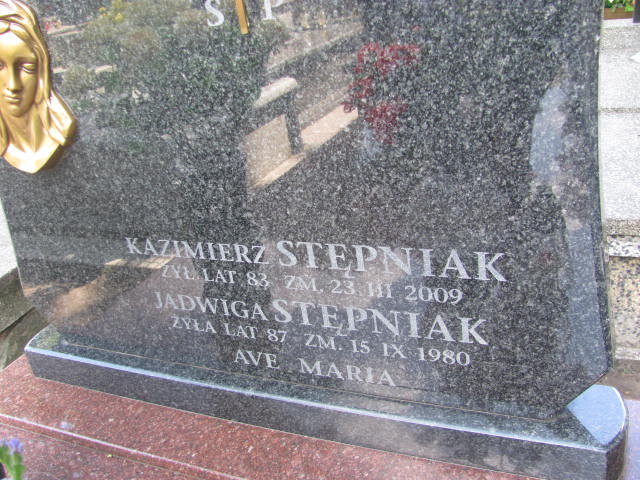 Ś P
KAZIMIERZ STĘPNIAK
ŻYŁ LAT 83 ZM. 23 III 2009
JADWIGA STĘPNIAK
ŻYŁA LAT 87 ZM. 15 IX 1980
AVE MARIA